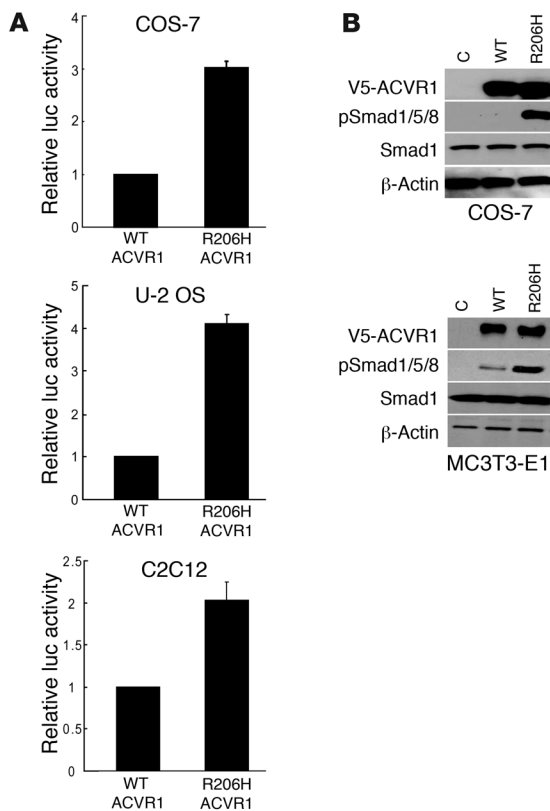 A
COS-7
Relative luc activity
4
3
2
1
0
WT
ACVR1
R206H
ACVR1
U-2 OS
Relative luc activity
5
4
3
2
1
0
WT
ACVR1
R206H
ACVR1
C2C12
Relative luc activity
2.5
2
1.5
1
0.5
0
WT
ACVR1
R206H
ACVR1
B
C
WT
R206H
V5-ACVR1
pSmad1/5/8
Smad1
β-Actin
COS-7
C
WT
R206H
V5-ACVR1
pSmad1/5/8
Smad1
β-Actin
MC3T3-E1